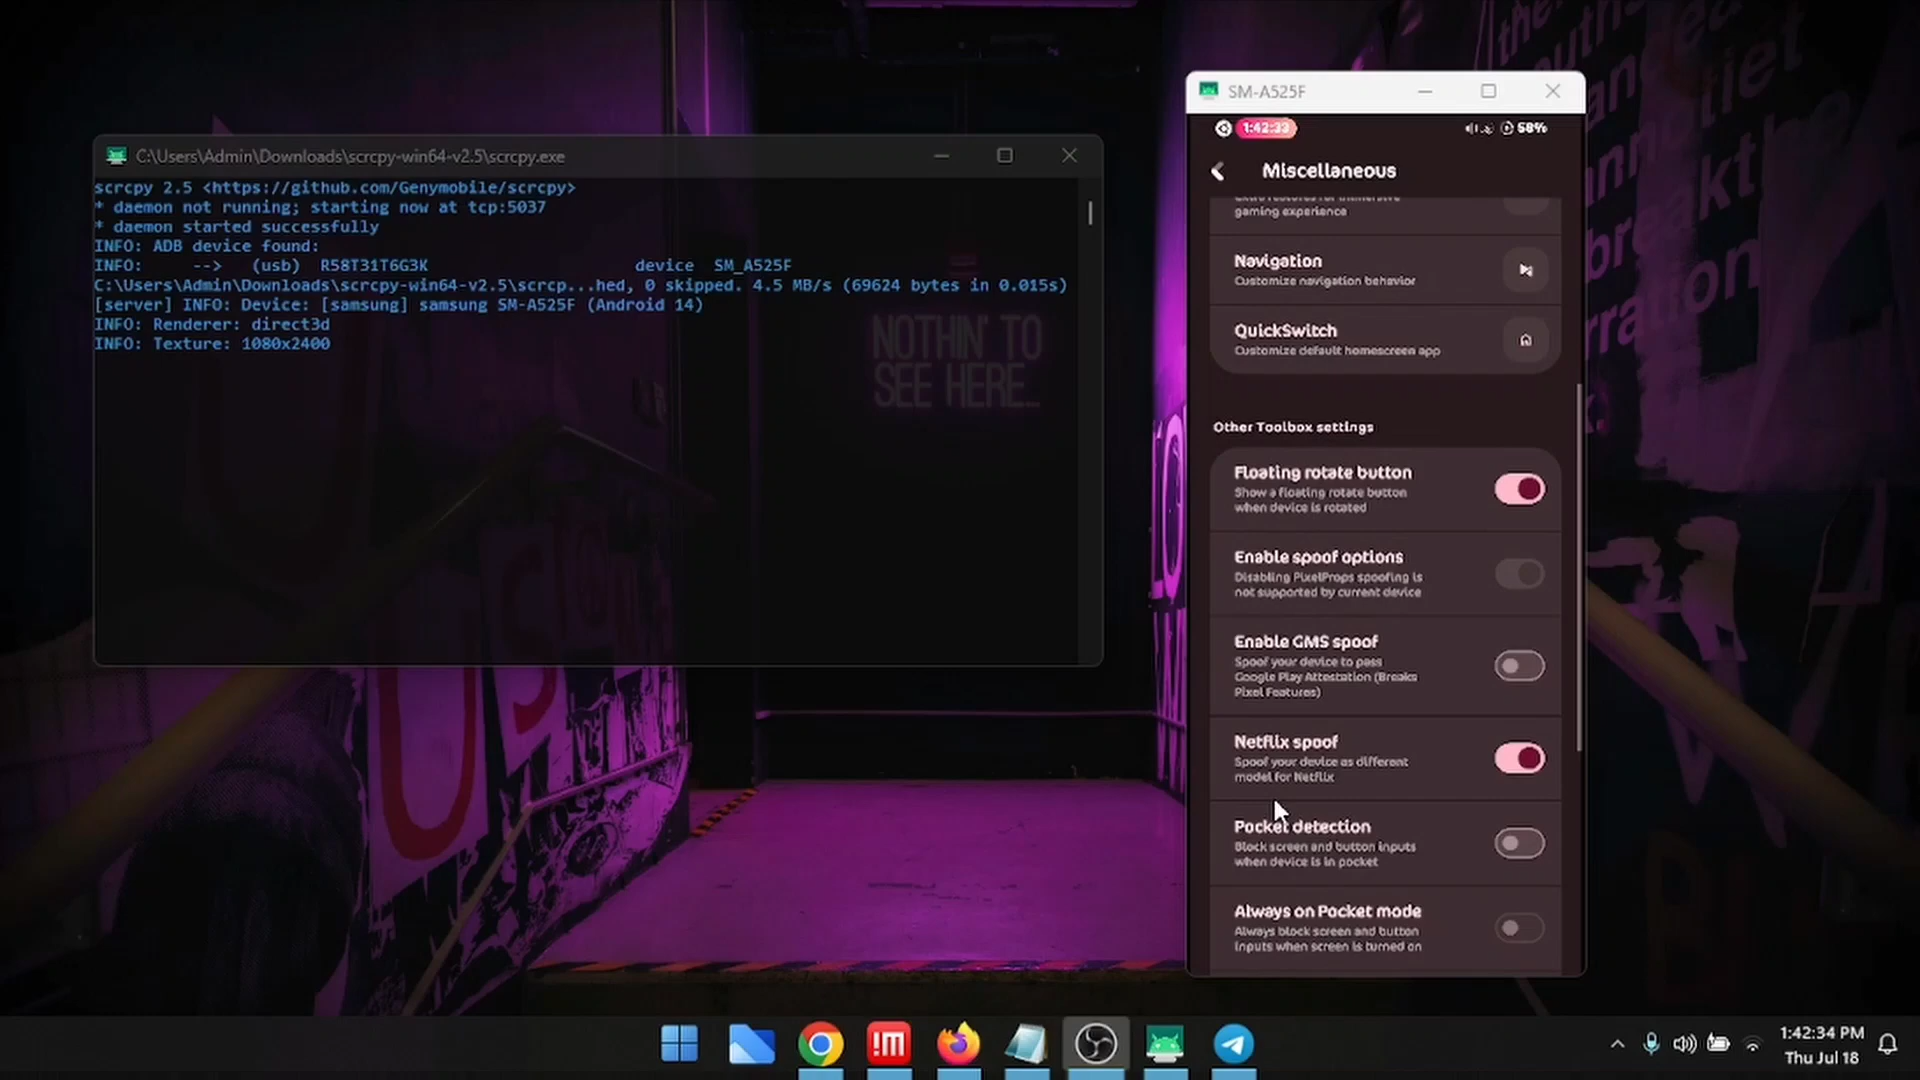 C:\Users\Admin\Downloads\scrcpy-win64-v2.5\scrcpy.exe
scrcpy 2.5 <https://github.com/Genymobile/scrcpy>
* daemon not running; starting now at tcp:5037
* daemon started successfully
INFO: ADB device found:
INFO:     -->   (usb)  R58T31T6G3K                     device  SM_A525F
C:\Users\Admin\Downloads\scrcpy-win64-v2.5\scrcp...hed, 0 skipped. 4.5 MB/s (69624 bytes in 0.015s)
[server] INFO: Device: [samsung] samsung SM-A525F (Android 14)
INFO: Renderer: direct3d
INFO: Texture: 1080x2400
NOTHIN' TO
SEE HERE...
SM-A525F
1:42:33
58%
Miscellaneous
gaming experience
Navigation
Customize navigation behavior
QuickSwitch
Customize default homescreen app
Other Toolbox settings
Floating rotate button
Show a floating rotate button
when device is rotated
Enable spoof options
Disabling PixelProps spoofing is
not supported by current device
Enable GMS spoof
Spoof your device to pass
Google Play Attestation (Breaks
Pixel Features)
Netflix spoof
Spoof your device as different
model for Netflix
Pocket detection
Block screen and button inputs
when device is in pocket
Always on Pocket mode
Always block screen and button
inputs when screen is turned on
1:42:34 PM
Thu Jul 18